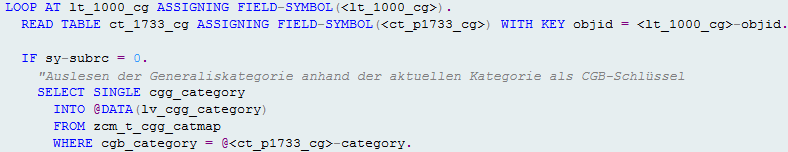 LOOP AT lt_1000_cg ASSIGNING FIELD-SYMBOL(<lt_1000_cg>).
READ TABLE ct_1733_cg ASSIGNING FIELD-SYMBOL(<ct_p1733_cg>) WITH KEY objid = <lt_1000_cg>-objid.
IF sy-subrc = 0.
"Auslesen der Generaliskategorie anhand der aktuellen Kategorie als CGB-Schlüssel
SELECT SINGLE cgg_category
INTO @DATA(lv_cgg_category)
FROM zcm_t_cgg_catmap
WHERE cgb_category = @<ct_p1733_cg>-category.